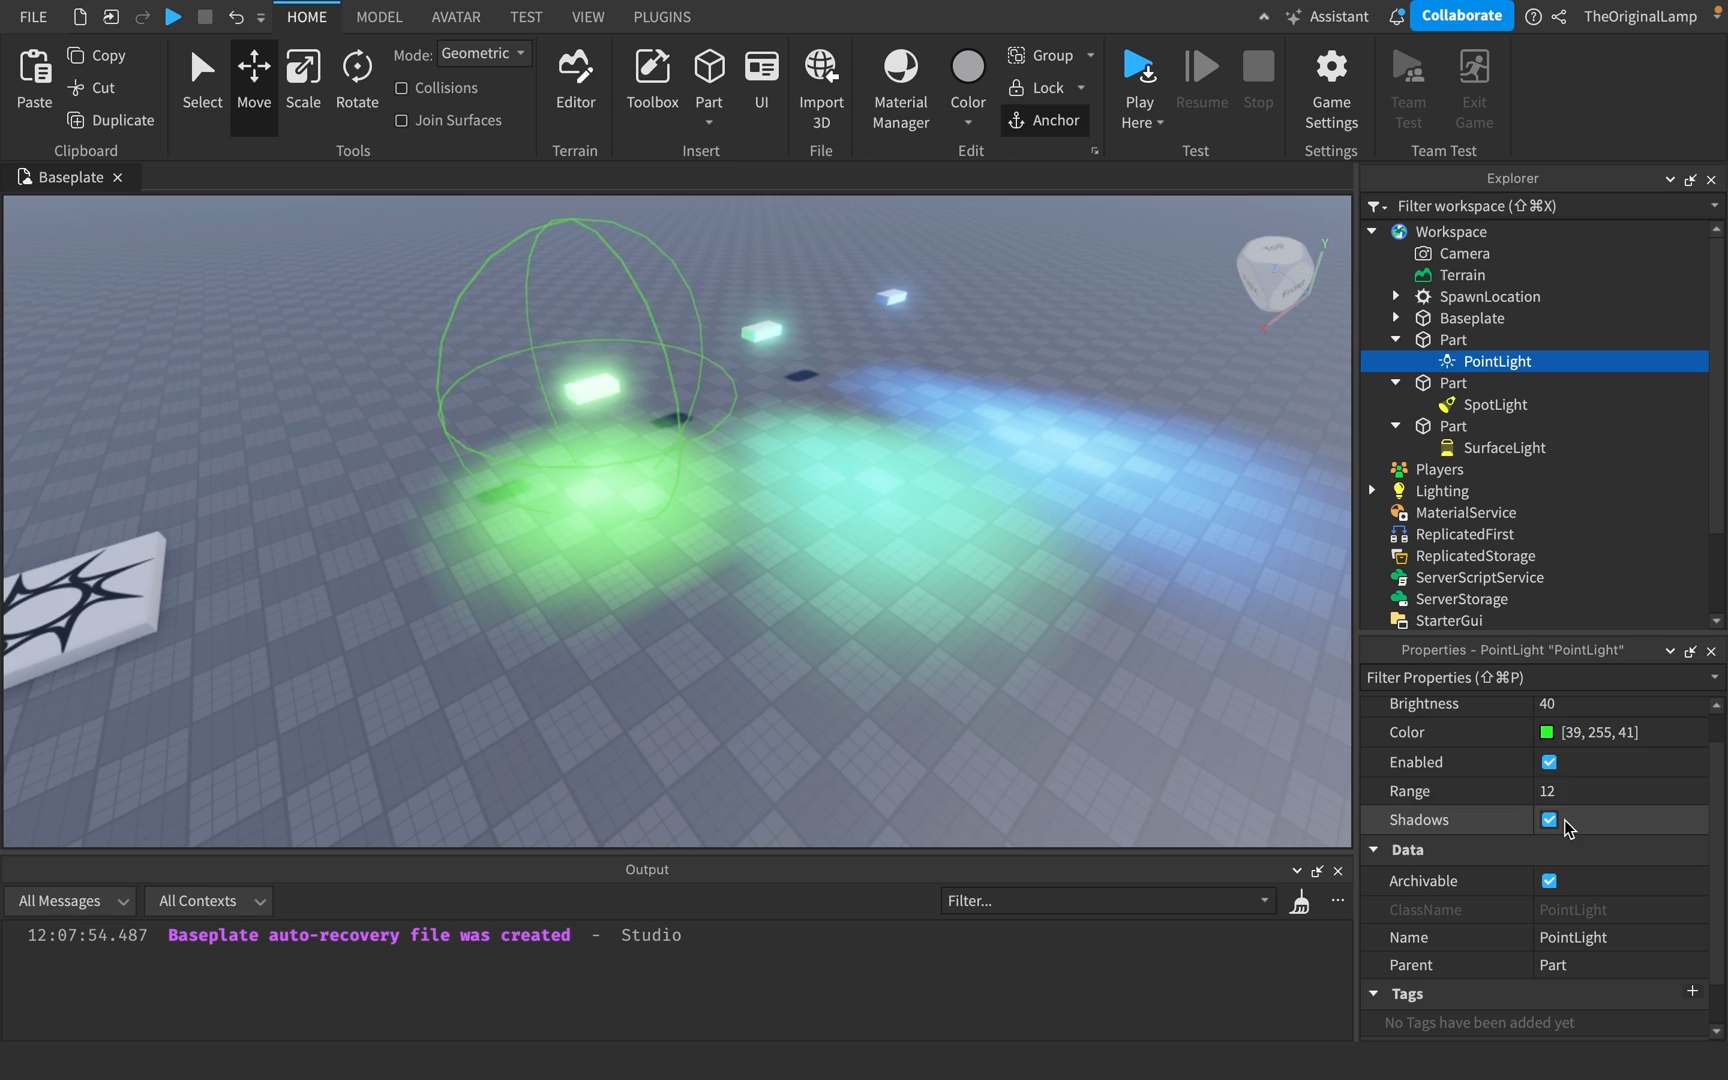 FILE HOME MODEL AVATAR TEST VIEW PLUGINS Assistant Collaborate TheOriginalLamp
Paste Copy Cut Duplicate
Clipboard
Select Move Scale Rotate
Mode: Geometric
Collisions
Join Surfaces
Tools
Editor
Terrain
Toolbox Part UI
Insert
Import 3D
File
Material Manager Color
Group
Lock
Anchor
Edit
Play Here Resume Stop
Test
Game Settings
Settings
Team Test Exit Game
Team Test
Baseplate
Top
Y
Z
X
Explorer
Filter workspace (⇧⌘X)
Workspace
Camera
Terrain
SpawnLocation
Baseplate
Part
PointLight
Part
SpotLight
Part
SurfaceLight
Players
Lighting
MaterialService
ReplicatedFirst
ReplicatedStorage
ServerScriptService
ServerStorage
StarterGui
Properties - PointLight "PointLight"
Filter Properties (⇧⌘P)
Brightness 40
Color [39, 255, 41]
Enabled
Range 12
Shadows
Data
Archivable
ClassName PointLight
Name PointLight
Parent Part
Tags +
No Tags have been added yet
Output
All Messages All Contexts Filter... ...
12:07:54.487 Baseplate auto-recovery file was created - Studio